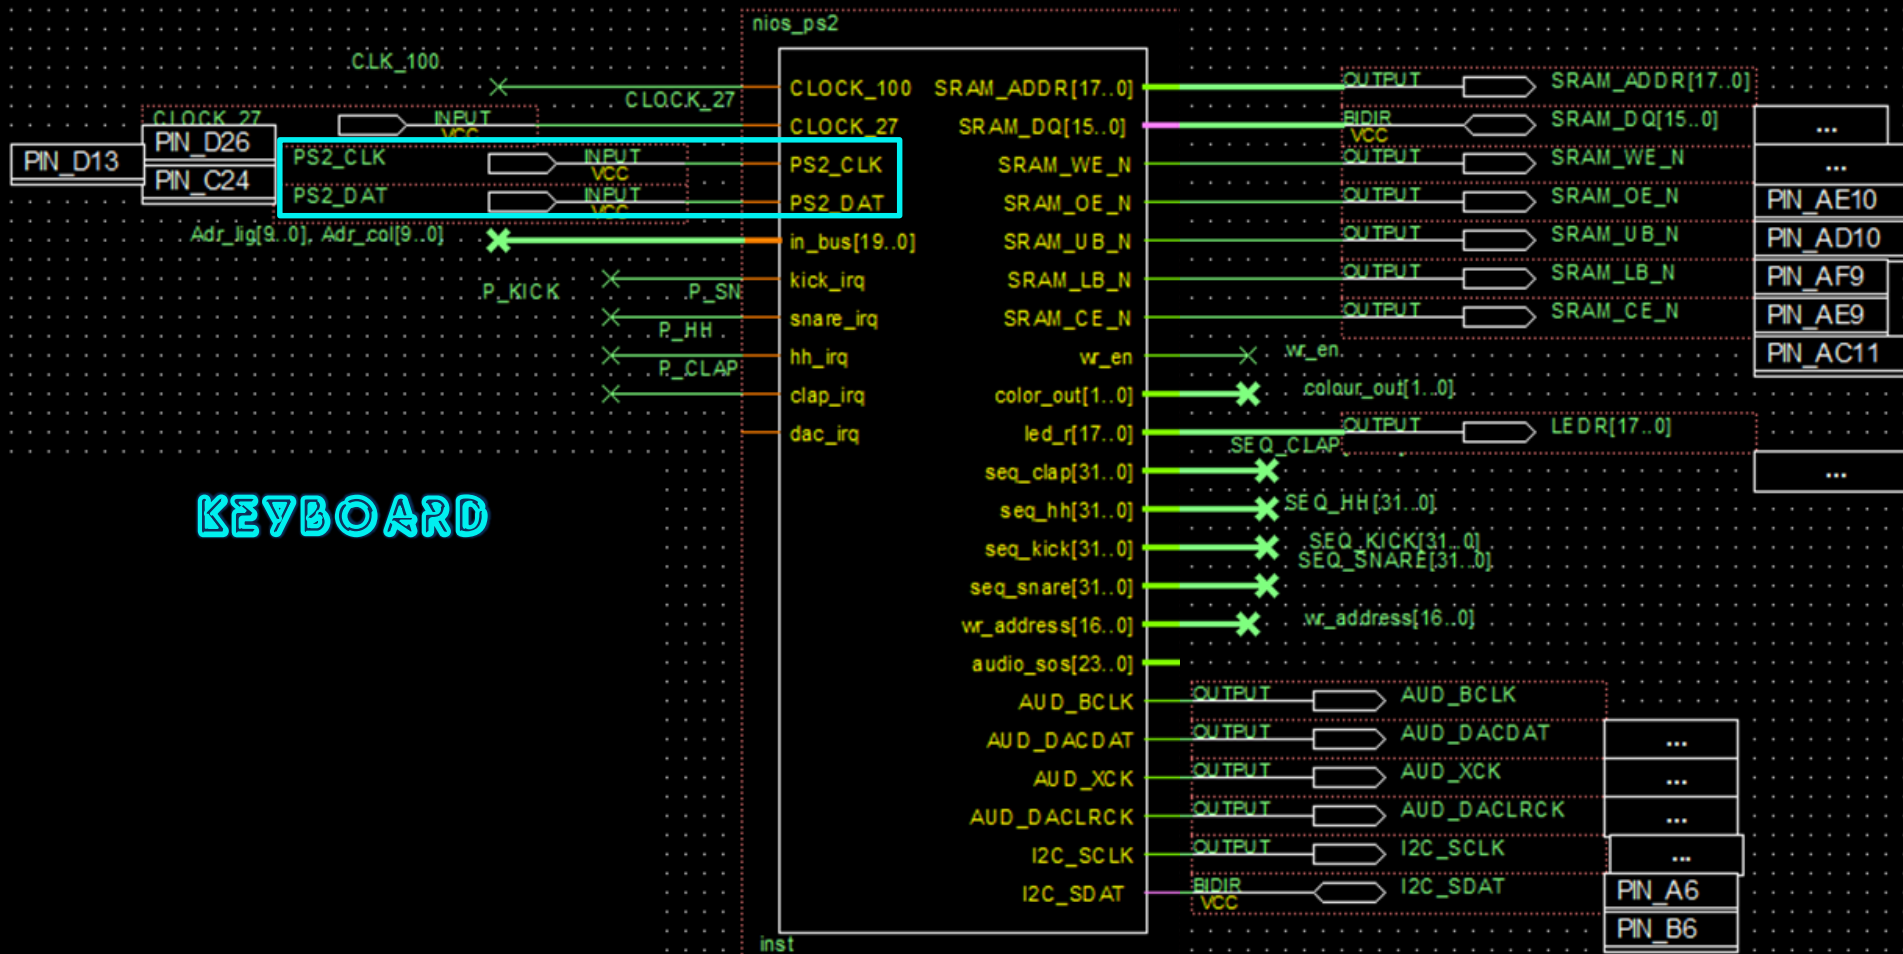 nios_ps2
CLK_100
CLOCK_27
CLOCK_27 INPUT VCC
PIN_D13
PIN_D26
PIN_C24
PS2_CLK INPUT VCC
PS2_DAT INPUT VCC
Adr_lig[9..0], Adr_col[9..0]
P_KICK
P_SN
P_HH
P_CLAP
KEYBOARD
CLOCK_100
CLOCK_27
PS2_CLK
PS2_DAT
in_bus[19..0]
kick_irq
snare_irq
hh_irq
clap_irq
dac_irq
SRAM_ADDR[17..0]
SRAM_DQ[15..0]
SRAM_WE_N
SRAM_OE_N
SRAM_UB_N
SRAM_LB_N
SRAM_CE_N
wr_en
color_out[1..0]
led_r[17..0]
seq_clap[31..0]
seq_hh[31..0]
seq_kick[31..0]
seq_snare[31..0]
wr_address[16..0]
audio_sos[23..0]
AUD_BCLK
AUD_DACDAT
AUD_XCK
AUD_DACLRCK
I2C_SCLK
I2C_SDAT
inst
OUTPUT SRAM_ADDR[17..0]
BIDIR VCC SRAM_DQ[15..0]
OUTPUT SRAM_WE_N
OUTPUT SRAM_OE_N
OUTPUT SRAM_UB_N
OUTPUT SRAM_LB_N
OUTPUT SRAM_CE_N
...
...
PIN_AE10
PIN_AD10
PIN_AF9
PIN_AE9
PIN_AC11
wr_en
colour_out[1..0]
OUTPUT LEDR[17..0]
...
SEQ_CLAP
SEQ_HH[31..0]
SEQ_KICK[31..0]
SEQ_SNARE[31..0]
wr_address[16..0]
OUTPUT AUD_BCLK
OUTPUT AUD_DACDAT
OUTPUT AUD_XCK
OUTPUT AUD_DACLRCK
OUTPUT I2C_SCLK
BIDIR VCC I2C_SDAT
...
...
...
...
PIN_A6
PIN_B6